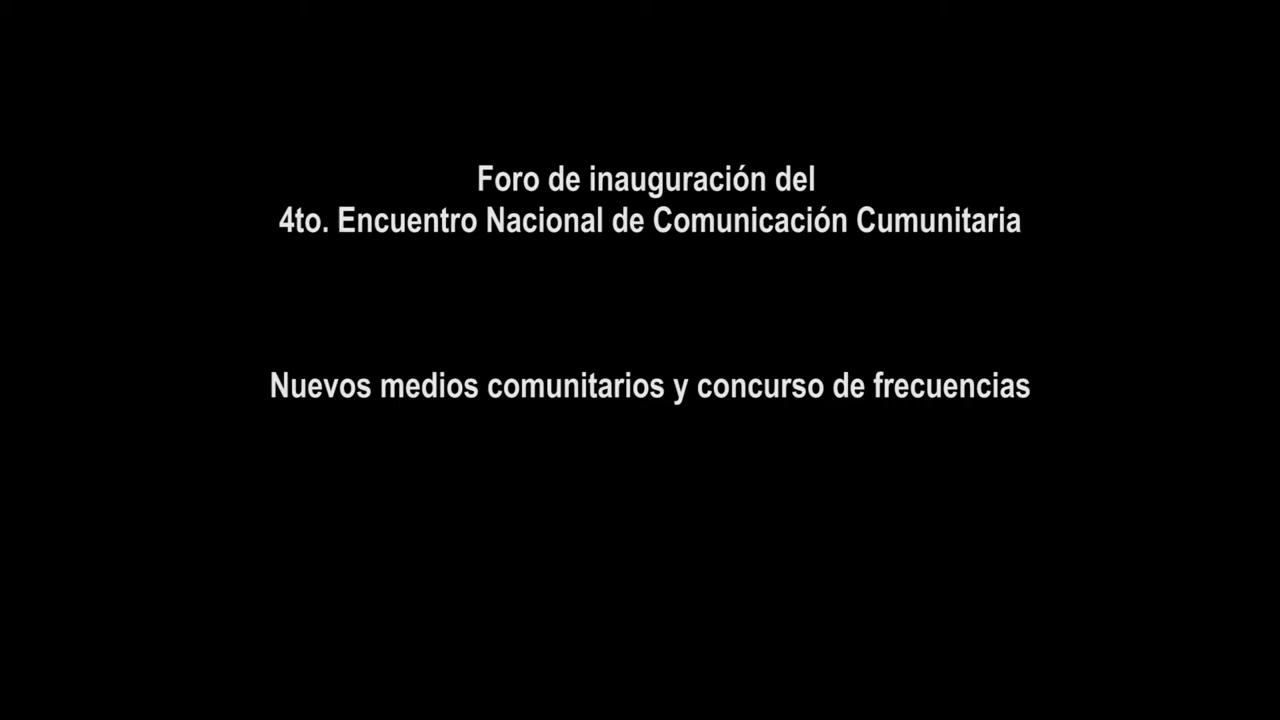 Foro de inauguración del
4to. Encuentro Nacional de Comunicación Cumunitaria
Nuevos medios comunitarios y concurso de frecuencias